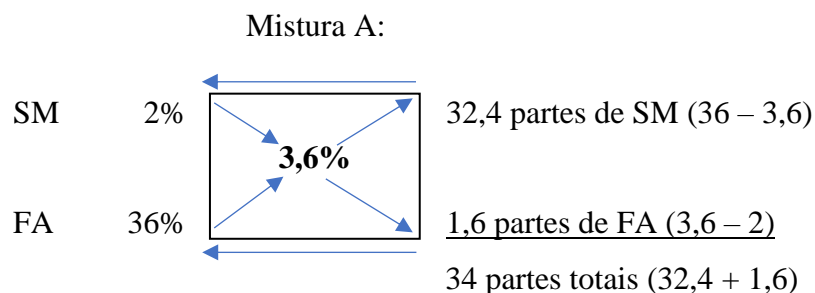 Mistura A:
SM 2% 32,4 partes de SM (36 – 3,6)
3,6%
FA 36% 1,6 partes de FA (3,6 – 2)
34 partes totais (32,4 + 1,6)